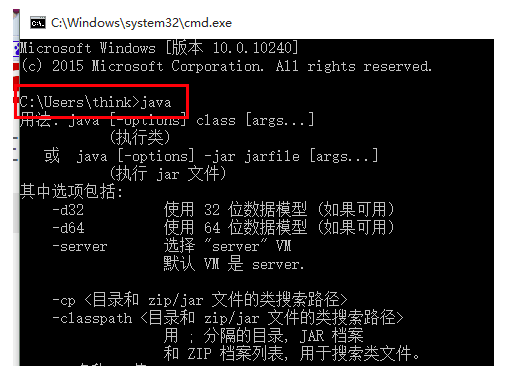 C:\Windows\system32\cmd.exe
Microsoft Windows [版本 10.0.10240]
(c) 2015 Microsoft Corporation. All rights reserved.
C:\Users\think>java
用法: java [-options] class [args...]
(执行类)
或 java [-options] -jar jarfile [args...]
(执行 jar 文件)
其中选项包括:
-d32 使用 32 位数据模型 (如果可用)
-d64 使用 64 位数据模型 (如果可用)
-server 选择 "server" VM
默认 VM 是 server.
-cp <目录和 zip/jar 文件的类搜索路径>
-classpath <目录和 zip/jar 文件的类搜索路径>
用 ; 分隔的目录, JAR 档案
和 ZIP 档案列表, 用于搜索类文件。